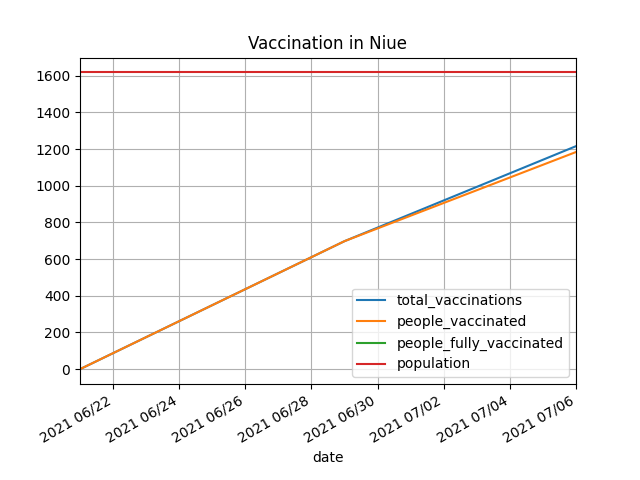 Vaccination in Niue
1600
1400
1200
1000
800
600
400
200
0
total_vaccinations
people_vaccinated
people_fully_vaccinated
population
2021 06/22
2021 06/24
2021 06/26
2021 06/28
2021 06/30
2021 07/02
2021 07/04
2021 07/06
date